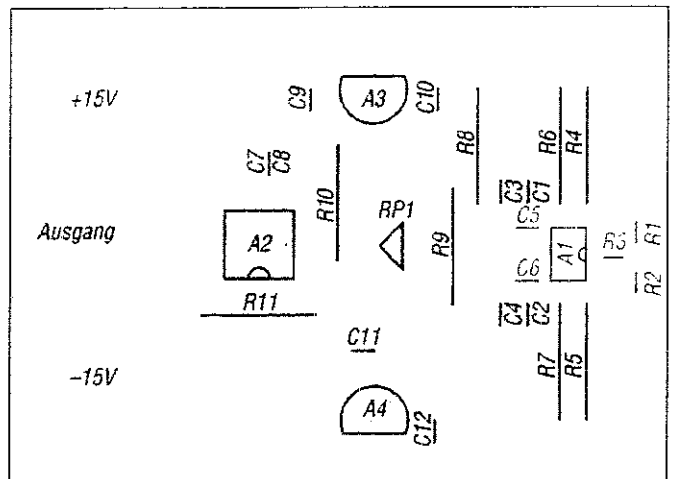 +15V
C9
A3
C10
R8
R6
R4
C7
C8
R10
C3
C1
RP1
C5
Ausgang
A2
R9
A1
R3
R1
C6
R2
R11
C4
C2
C11
R7
R5
-15V
A4
C12